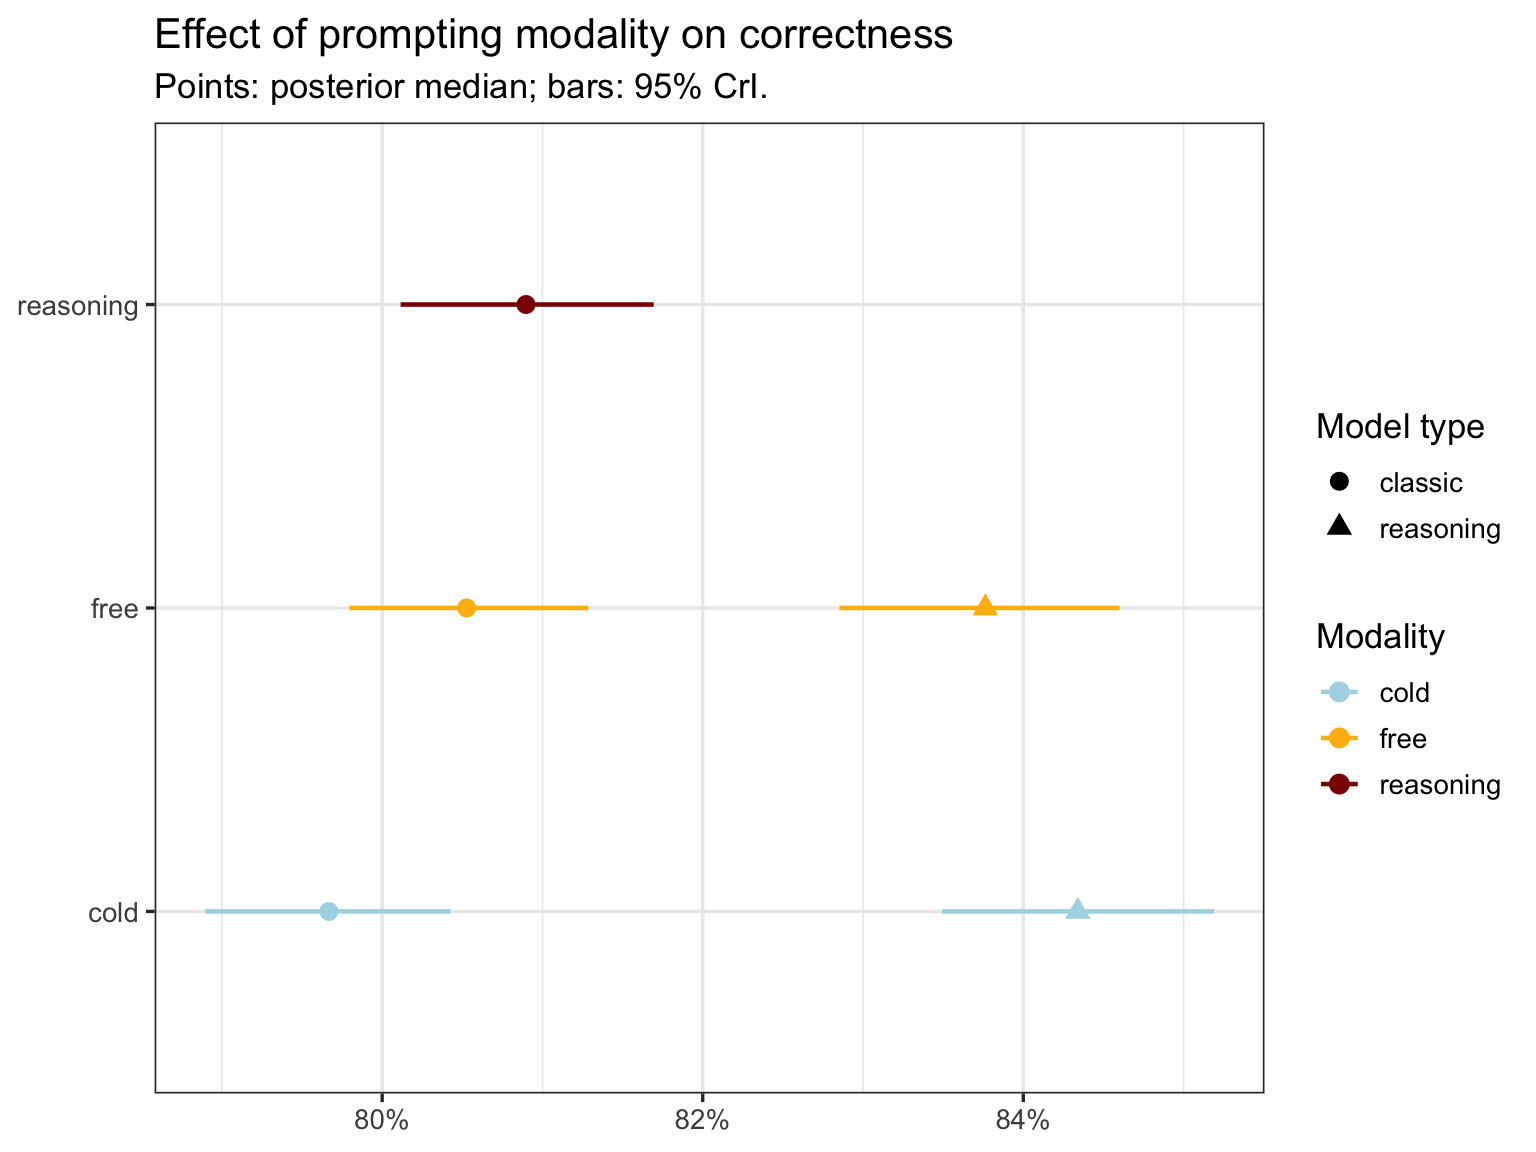 Effect of prompting modality on correctness
Points: posterior median; bars: 95% CrI.
reasoning
free
cold
80%
82%
84%
Model type
classic
reasoning
Modality
cold
free
reasoning